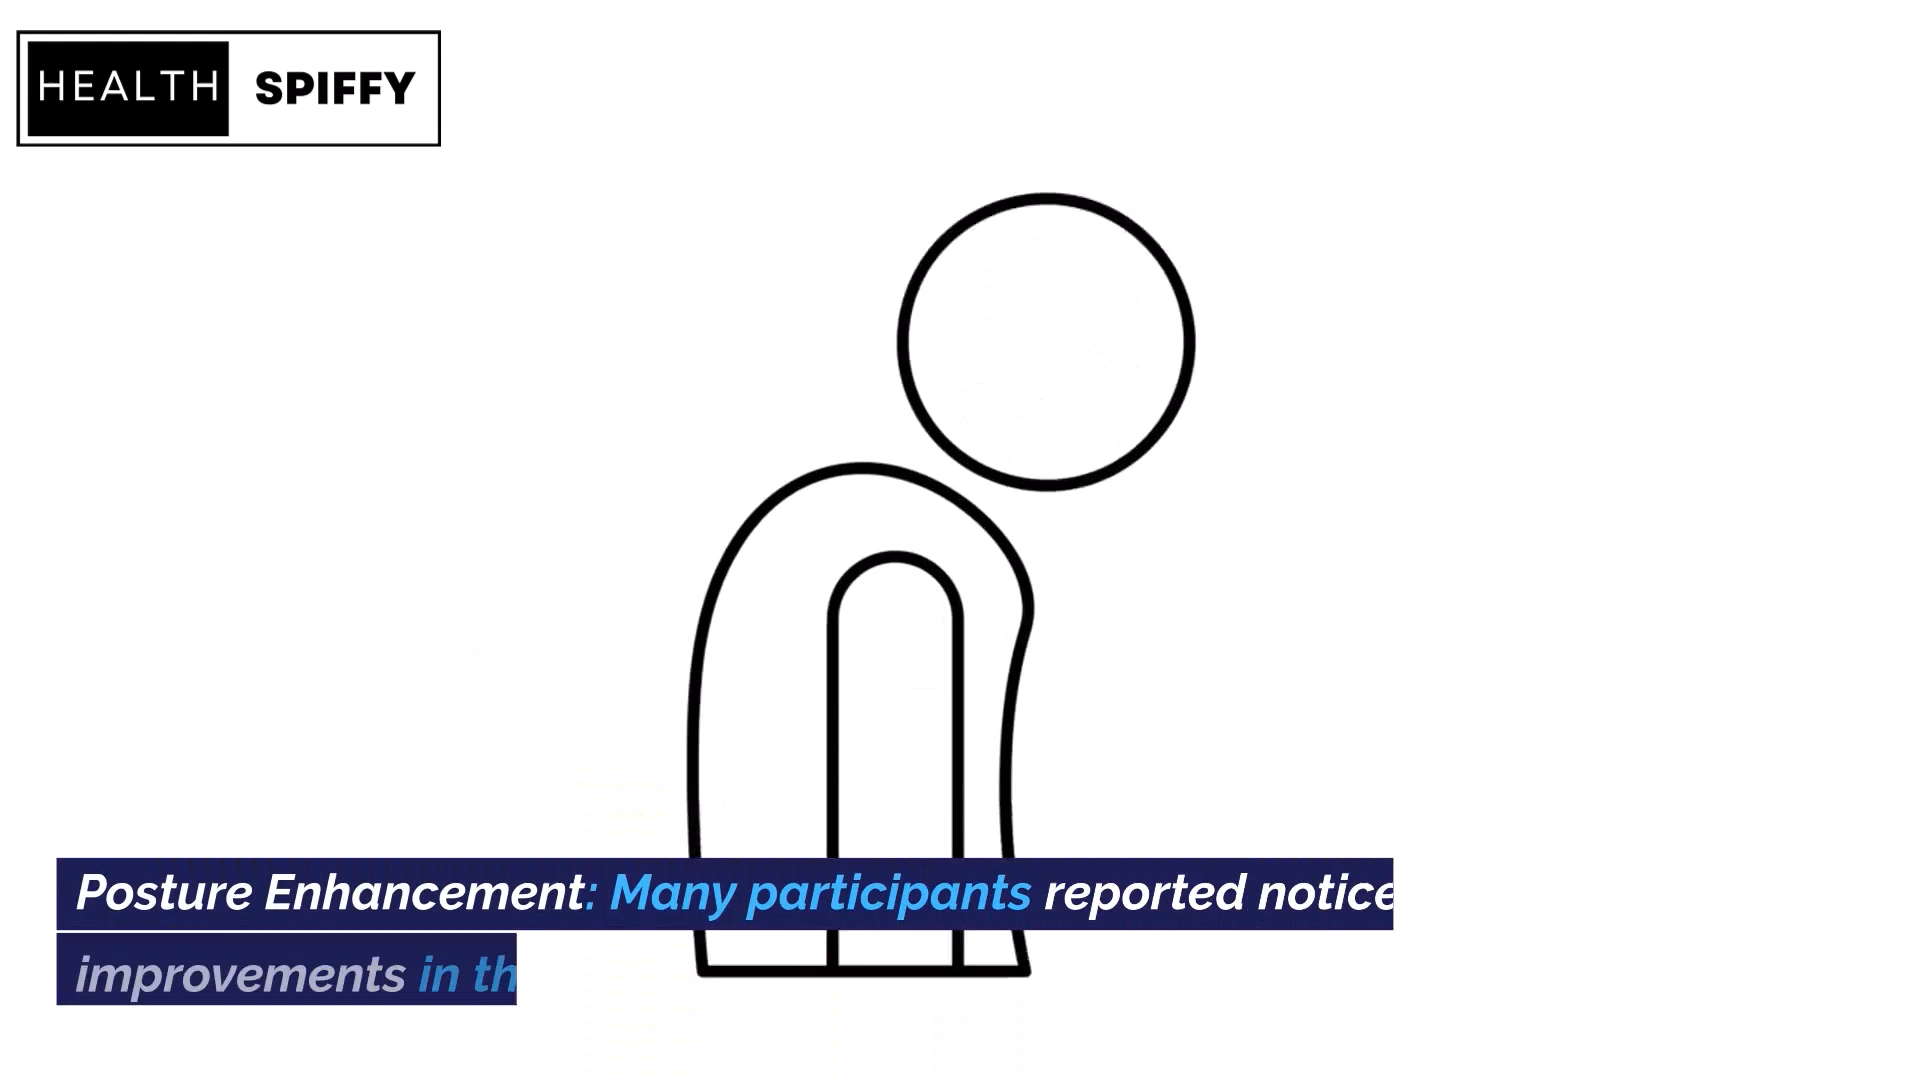 HEALTH SPIFFY
Posture Enhancement: Many participants reported notice
improvements in th